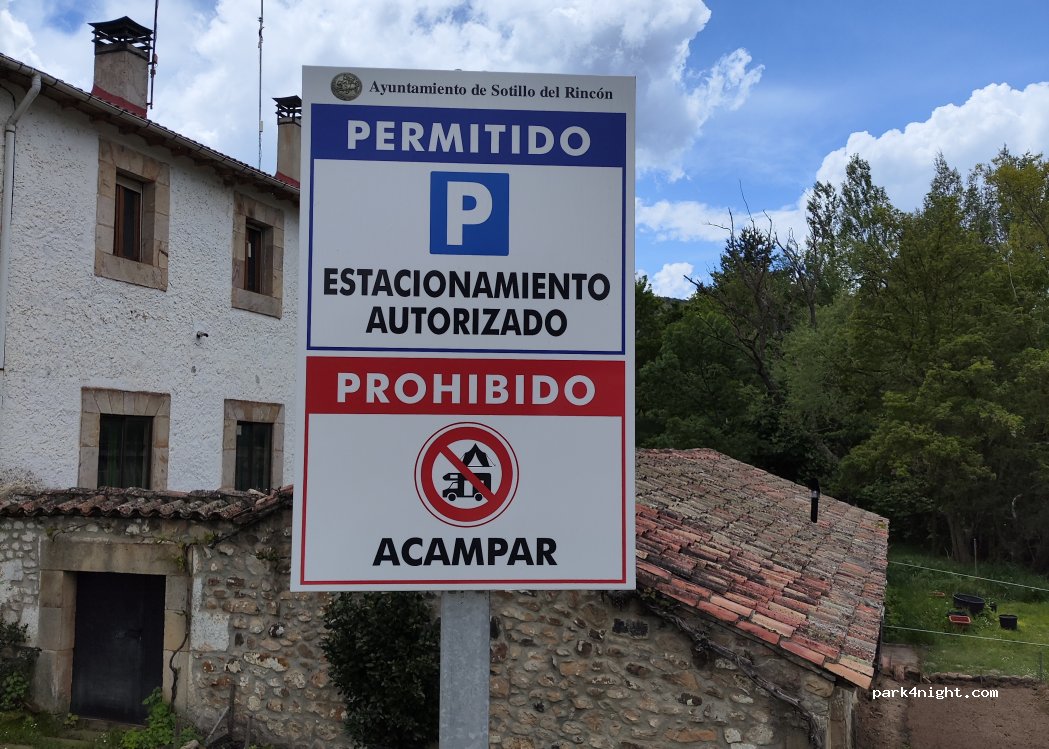 Ayuntamiento de Sotillo del Rincón
PERMITIDO
P
ESTACIONAMIENTO
AUTORIZADO
PROHIBIDO
ACAMPAR
park4night.com